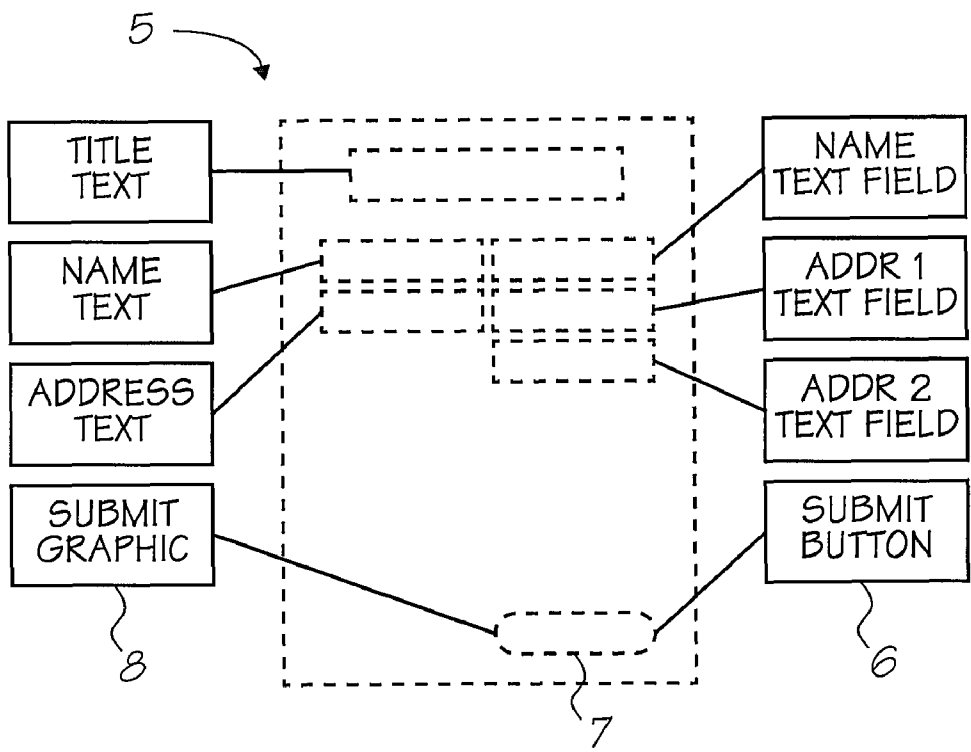 5
TITLE
TEXT
NAME
TEXT
ADDRESS
TEXT
SUBMIT
GRAPHIC
8
NAME
TEXT FIELD
ADDR 1
TEXT FIELD
ADDR 2
TEXT FIELD
SUBMIT
BUTTON
6
7